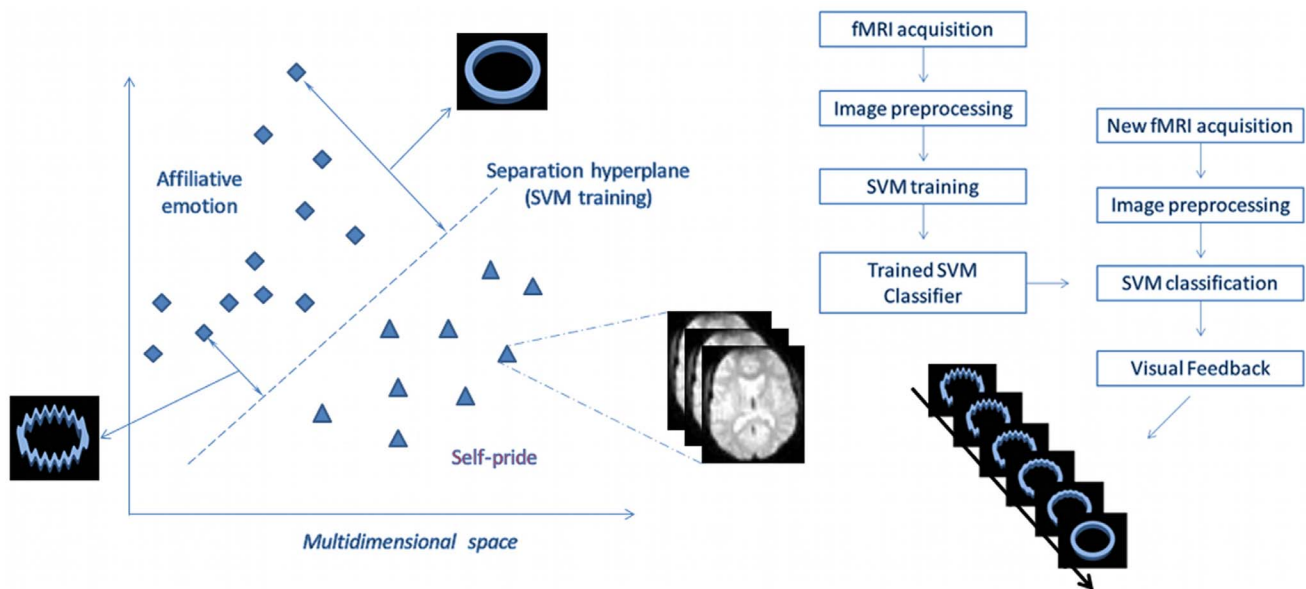 Affiliative
emotion
Separation hyperplane
(SVM training)
Self-pride
Multidimensional space
fMRI acquisition
Image preprocessing
SVM training
Trained SVM
Classifier
New fMRI acquisition
Image preprocessing
SVM classification
Visual Feedback